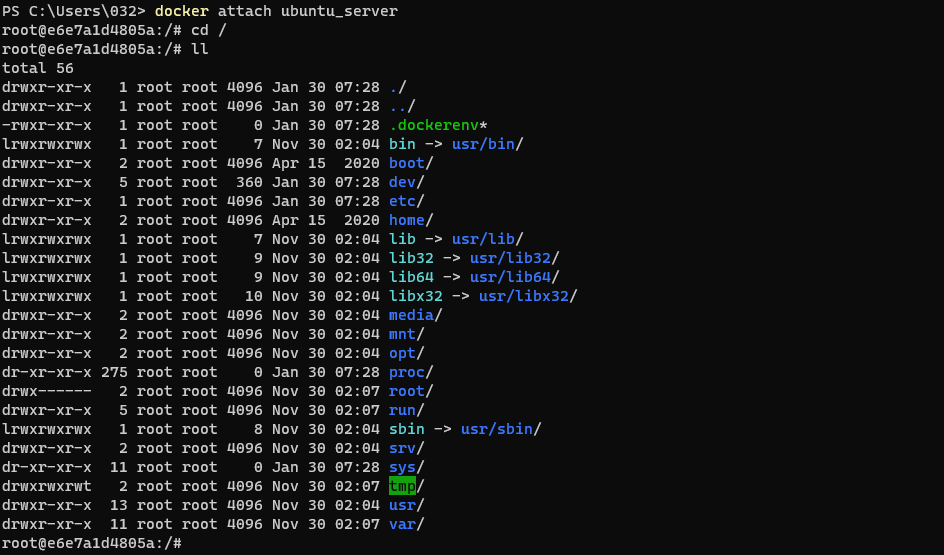 PS C:\Users\032> docker attach ubuntu_server
root@e6e7a1d4805a:/# cd /
root@e6e7a1d4805a:/# ll
total 56
drwxr-xr-x   1 root root 4096 Jan 30 07:28 ./
drwxr-xr-x   1 root root 4096 Jan 30 07:28 ../
-rwxr-xr-x   1 root root    0 Jan 30 07:28 .dockerenv*
lrwxrwxrwx   1 root root    7 Nov 30 02:04 bin -> usr/bin/
drwxr-xr-x   2 root root 4096 Apr 15  2020 boot/
drwxr-xr-x   5 root root  360 Jan 30 07:28 dev/
drwxr-xr-x   1 root root 4096 Jan 30 07:28 etc/
drwxr-xr-x   2 root root 4096 Apr 15  2020 home/
lrwxrwxrwx   1 root root    7 Nov 30 02:04 lib -> usr/lib/
lrwxrwxrwx   1 root root    9 Nov 30 02:04 lib32 -> usr/lib32/
lrwxrwxrwx   1 root root    9 Nov 30 02:04 lib64 -> usr/lib64/
lrwxrwxrwx   1 root root   10 Nov 30 02:04 libx32 -> usr/libx32/
drwxr-xr-x   2 root root 4096 Nov 30 02:04 media/
drwxr-xr-x   2 root root 4096 Nov 30 02:04 mnt/
drwxr-xr-x   2 root root 4096 Nov 30 02:04 opt/
dr-xr-xr-x 275 root root    0 Jan 30 07:28 proc/
drwx------   2 root root 4096 Nov 30 02:07 root/
drwxr-xr-x   5 root root 4096 Nov 30 02:07 run/
lrwxrwxrwx   1 root root    8 Nov 30 02:04 sbin -> usr/sbin/
drwxr-xr-x   2 root root 4096 Nov 30 02:04 srv/
dr-xr-xr-x  11 root root    0 Jan 30 07:28 sys/
drwxrwxrwt   2 root root 4096 Nov 30 02:07 tmp/
drwxr-xr-x  13 root root 4096 Nov 30 02:04 usr/
drwxr-xr-x  11 root root 4096 Nov 30 02:07 var/
root@e6e7a1d4805a:/#